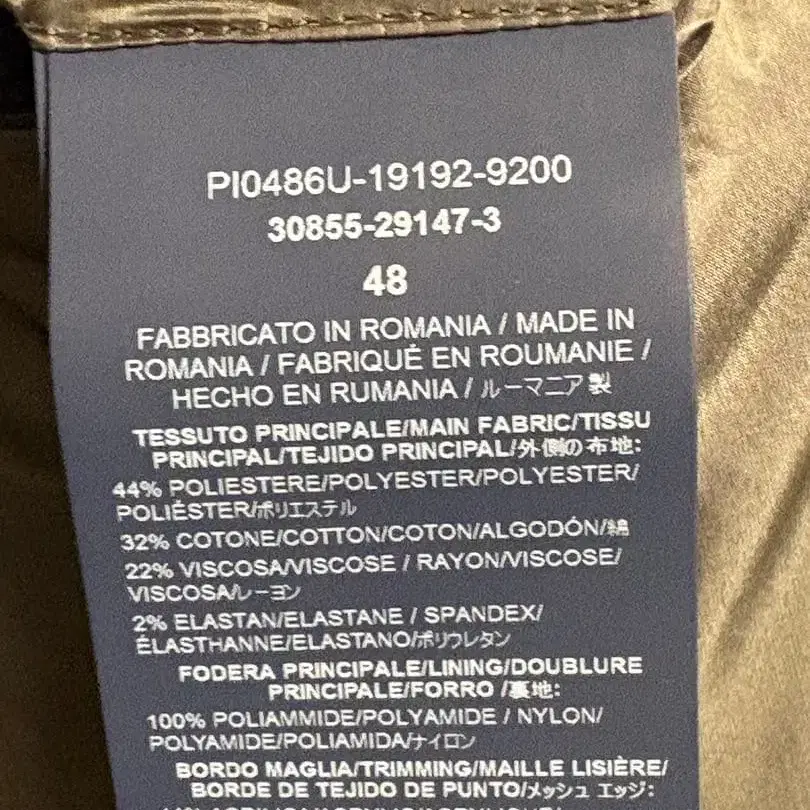 PI0486U-19192-9200
30855-29147-3
48
FABBRICATO IN ROMANIA / MADE IN
ROMANIA / FABRIQUÉ EN ROUMANIE /
HECHO EN RUMANIA / ルーマニア製
TESSUTO PRINCIPALE/MAIN FABRIC/TISSU
PRINCIPAL/TEJIDO PRINCIPAL/外側の布地:
44% POLIESTERE/POLYESTER/POLYESTER/
POLIÉSTER/ポリエステル
32% COTONE/COTTON/COTON/ALGODÓN/綿
22% VISCOSA/VISCOSE / RAYON/VISCOSE/
VISCOSA/レーヨン
2% ELASTAN/ELASTANE / SPANDEX/
ÉLASTHANNE/ELASTANO/ポリウレタン
FODERA PRINCIPALE/LINING/DOUBLURE
PRINCIPALE/FORRO /裏地:
100% POLIAMMIDE/POLYAMIDE / NYLON/
POLYAMIDE/POLIAMIDA/ナイロン
BORDO MAGLIA/TRIMMING/MAILLE LISIÈRE/
BORDE DE TEJIDO DE PUNTO/メッシュ エッジ: